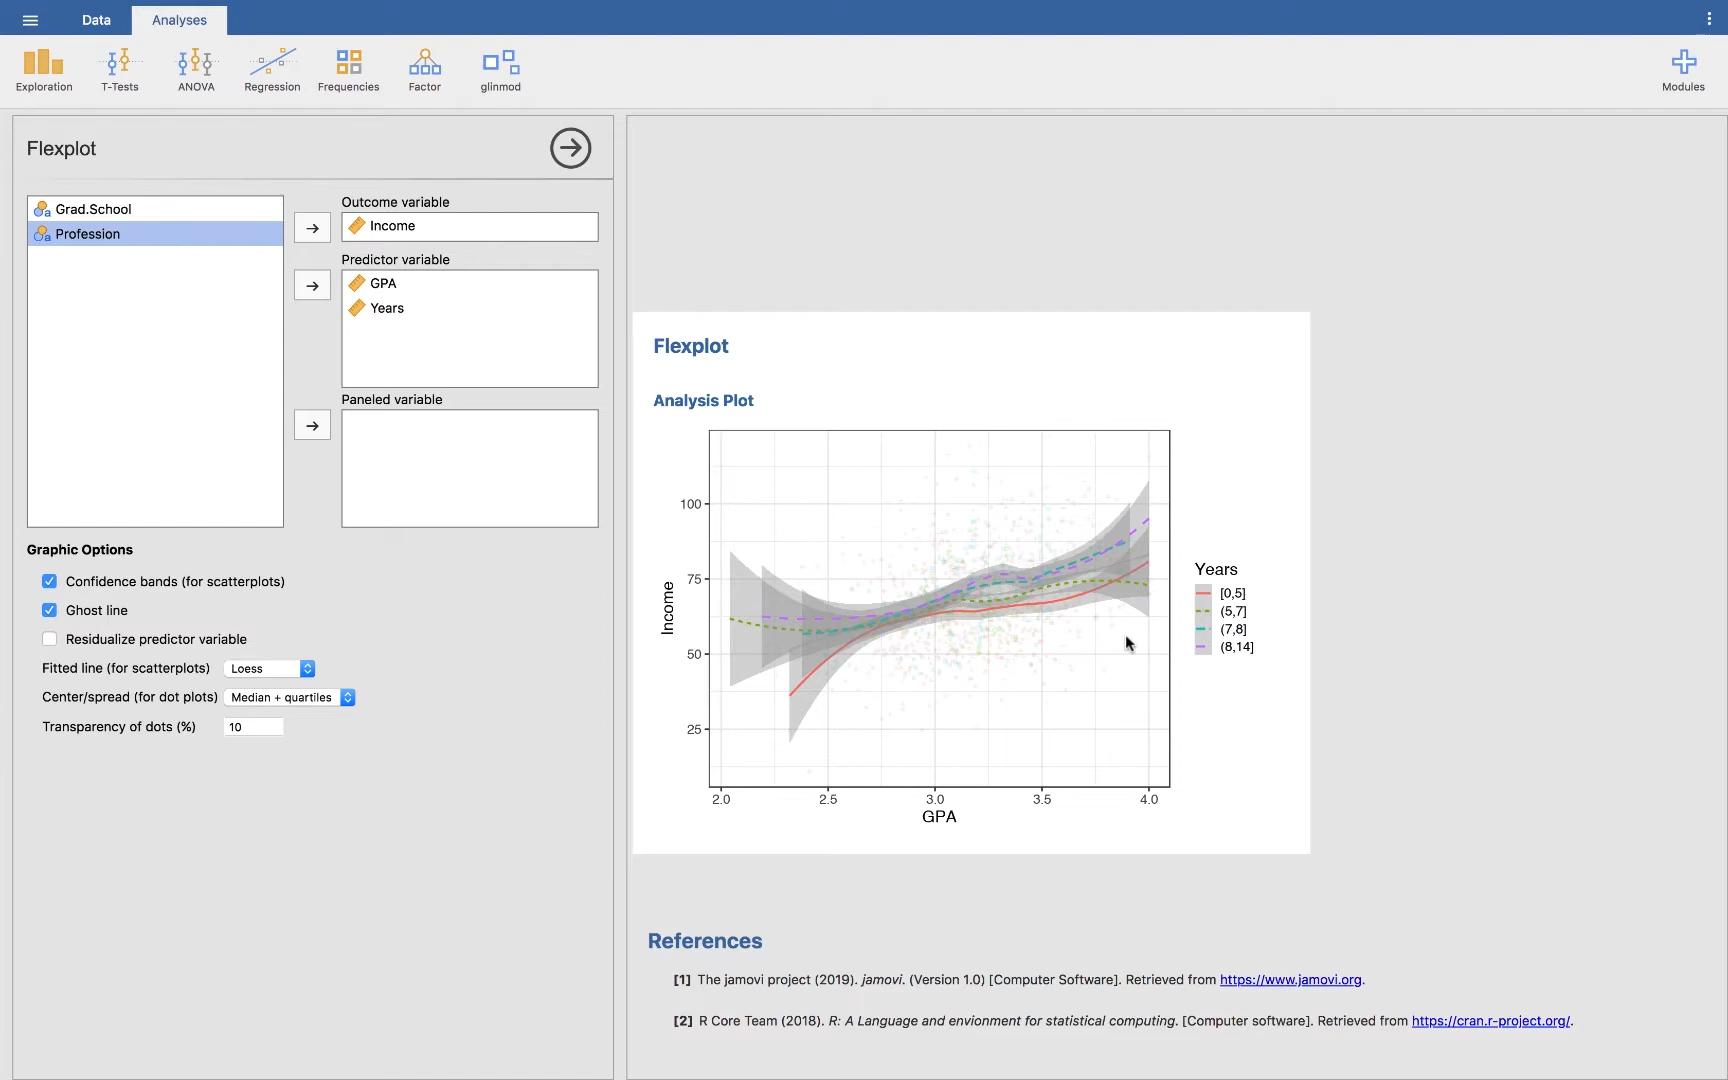 Data
Analyses
Exploration
T-Tests
ANOVA
Regression
Frequencies
Factor
glinmod
Modules
Flexplot
Grad.School
Profession
Outcome variable
Income
Predictor variable
GPA
Years
Paneled variable
Graphic Options
Confidence bands (for scatterplots)
Ghost line
Residualize predictor variable
Fitted line (for scatterplots) Loess
Center/spread (for dot plots) Median + quartiles
Transparency of dots (%) 10
Flexplot
Analysis Plot
100
75
50
25
Income
2.0 2.5 3.0 3.5 4.0
GPA
Years
[0,5]
(5,7]
(7,8]
(8,14]
References
[1] The jamovi project (2019). jamovi. (Version 1.0) [Computer Software]. Retrieved from https://www.jamovi.org.
[2] R Core Team (2018). R: A Language and envionment for statistical computing. [Computer software]. Retrieved from https://cran.r-project.org/.